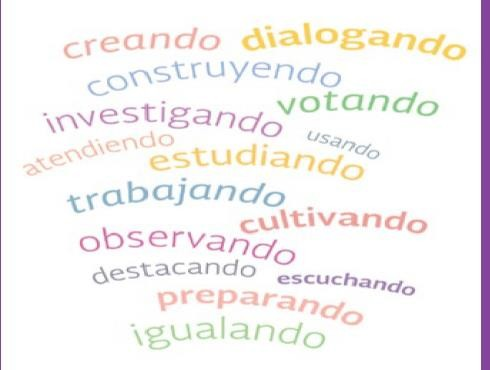 creando dialogando
construyendo
investigando votando
usando
atendiendo estudiando
trabajando
cultivando
observando
destacando escuchando
preparando
igualando